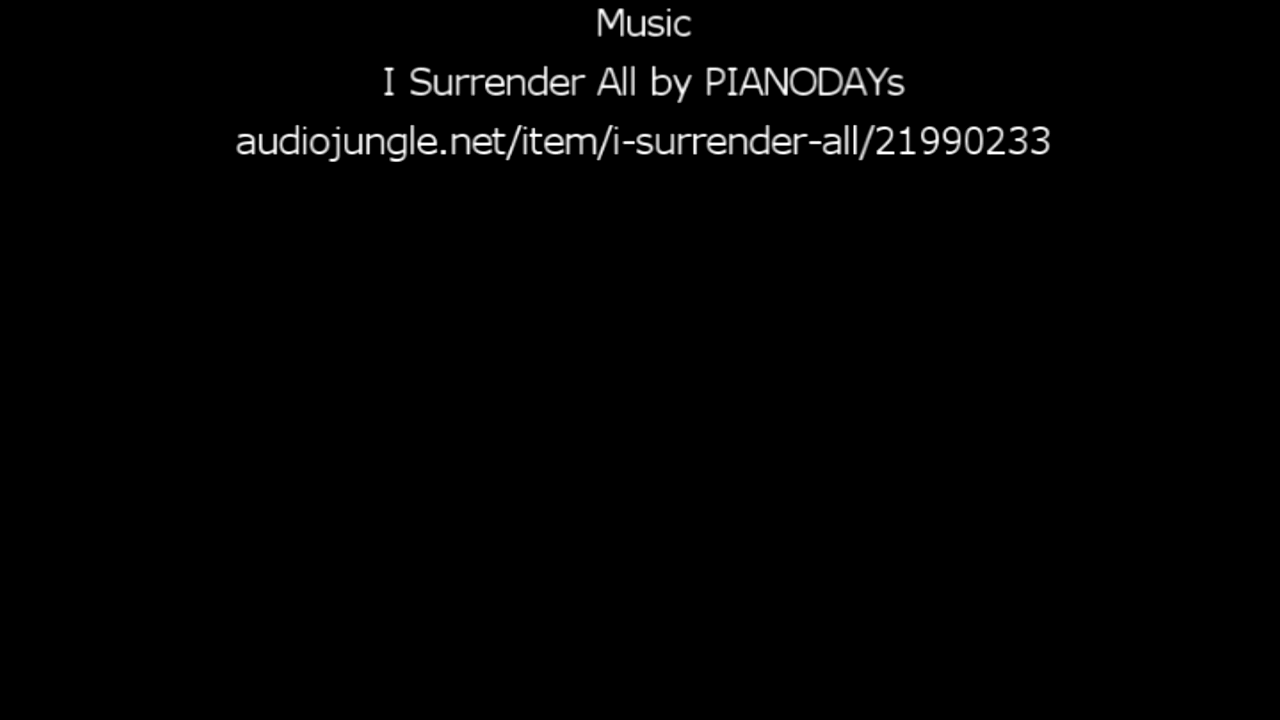 Music
I Surrender All by PIANODAYs
audiojungle.net/item/i-surrender-all/21990233